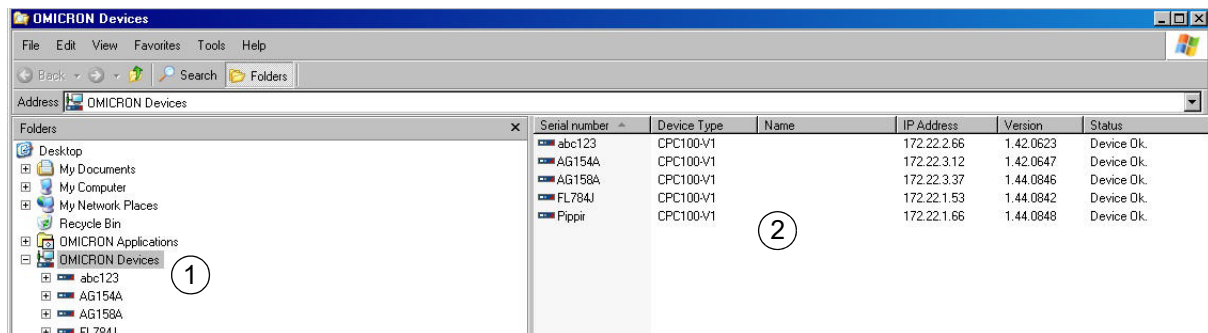 OMICRON Devices
File Edit View Favorites Tools Help
Back Search Folders
Address OMICRON Devices
Folders
Desktop
My Documents
My Computer
My Network Places
Recycle Bin
OMICRON Applications
OMICRON Devices
abc123
AG154A
AG158A
FL784J
1
Serial number Device Type Name IP Address Version Status
abc123 CPC100-V1 172.22.2.66 1.42.0623 Device Ok.
AG154A CPC100-V1 172.22.3.12 1.42.0647 Device Ok.
AG158A CPC100-V1 172.22.3.37 1.44.0846 Device Ok.
FL784J CPC100-V1 172.22.1.53 1.44.0842 Device Ok.
Pippir CPC100-V1 172.22.1.66 1.44.0848 Device Ok.
2